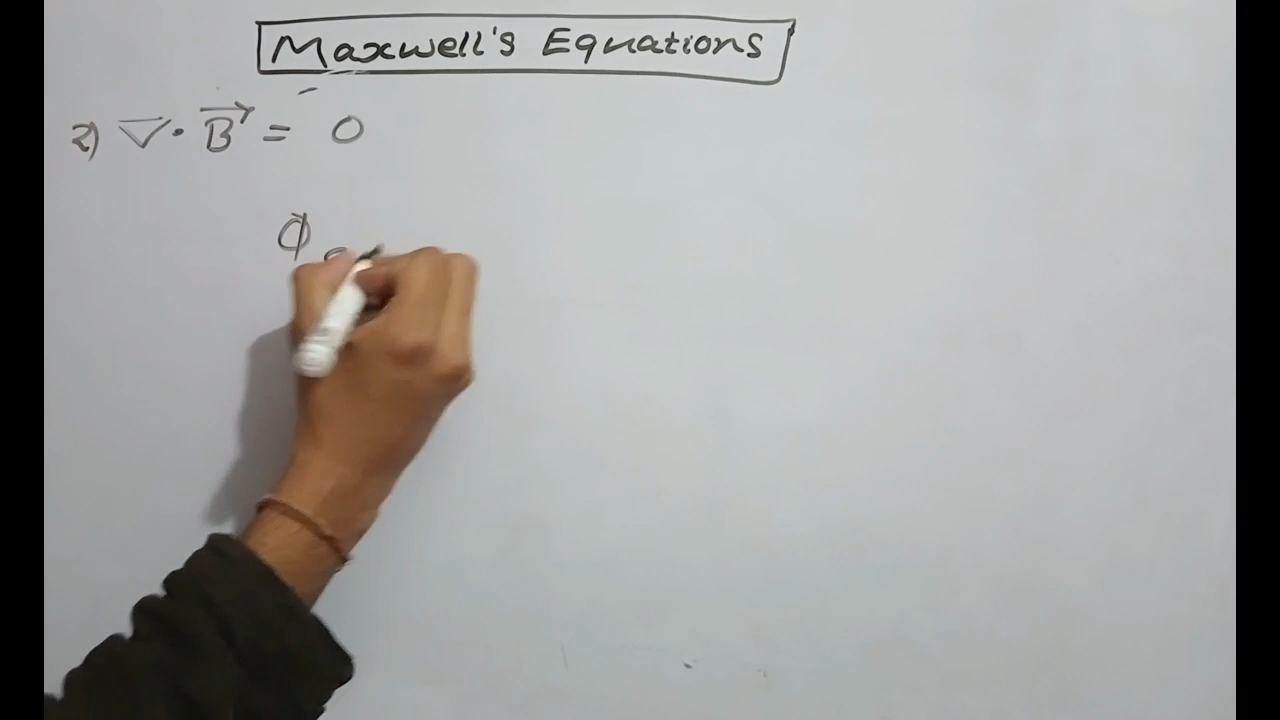 Maxwell's Equations
2) ∇ · B⃗ = 0
ϕ